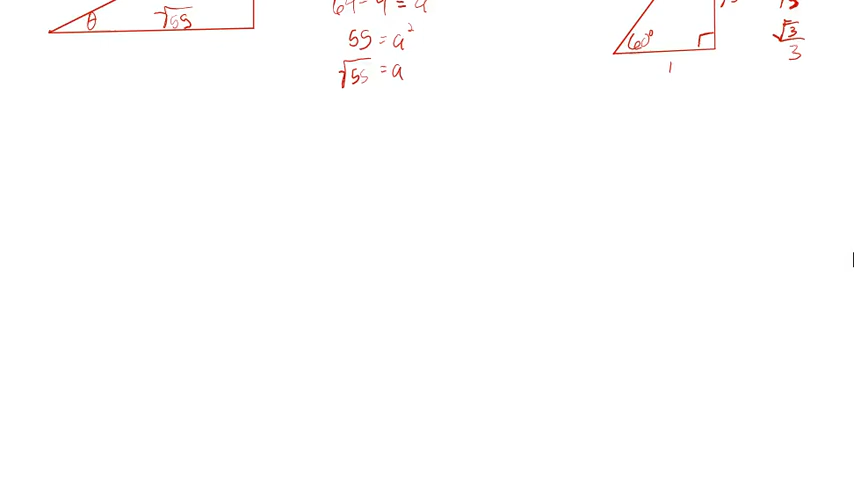 θ √55
64 - 9 = a
55 = a²
√55 = a
60°
1
√3
3